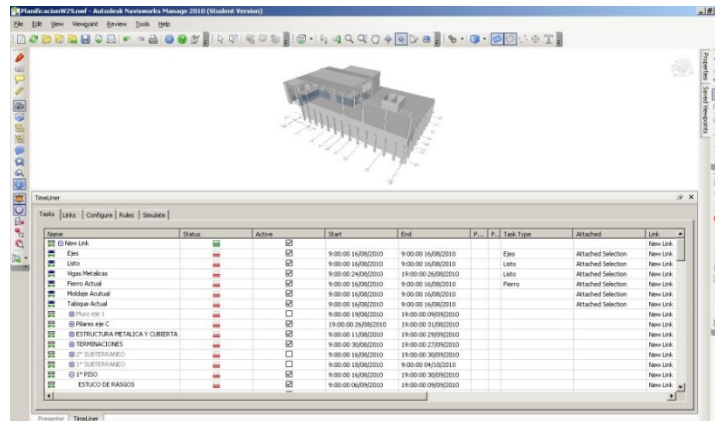 PlanificacionW29.nwf - Autodesk Navisworks Manage 2010 (Student Version)
File Edit View Viewpoint Review Tools Help
Properties
Saved Viewpoints
TimeLiner
Tasks Links Configure Rules Simulate
Name Status Active Start End P... P... Task Type Attached Link
New Link New Link
Ejes 9:00:00 16/08/2010 9:00:00 16/08/2010 Ejes Attached Selection New Link
Listo 9:00:00 16/08/2010 9:00:00 16/08/2010 Listo Attached Selection New Link
Vigas Metalicas 9:00:00 24/08/2010 19:00:00 26/08/2010 Listo Attached Selection New Link
Fierro Actual 9:00:00 16/08/2010 9:00:00 16/08/2010 Fierro Attached Selection New Link
Moldaje Acutual 9:00:00 16/08/2010 9:00:00 16/08/2010 Attached Selection New Link
Tabique Actual 9:00:00 16/08/2010 9:00:00 16/08/2010 Attached Selection New Link
Muro eje 1 9:00:00 19/08/2010 19:00:00 09/09/2010 New Link
Pilares eje C 19:00:00 26/08/2010 19:00:00 31/08/2010 New Link
ESTRUCTURA METALICA Y CUBIERTA 9:00:00 11/08/2010 19:00:00 29/09/2010 New Link
TERMINACIONES 9:00:00 30/08/2010 19:00:00 27/09/2010 New Link
2º SUBTERRANEO 9:00:00 16/08/2010 19:00:00 30/09/2010 New Link
1º SUBTERRANEO 9:00:00 18/08/2010 9:00:00 04/10/2010 New Link
1º PISO 9:00:00 16/08/2010 19:00:00 30/09/2010 New Link
ESTUCO DE RASGOS 9:00:00 06/09/2010 19:00:00 09/09/2010 New Link
Presenter TimeLiner